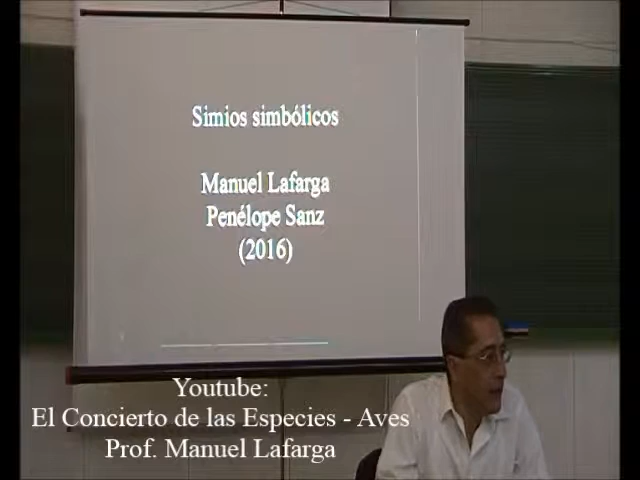 Simios simbólicos
Manuel Lafarga
Penélope Sanz
(2016)
Youtube:
El Concierto de las Especies - Aves
Prof. Manuel Lafarga